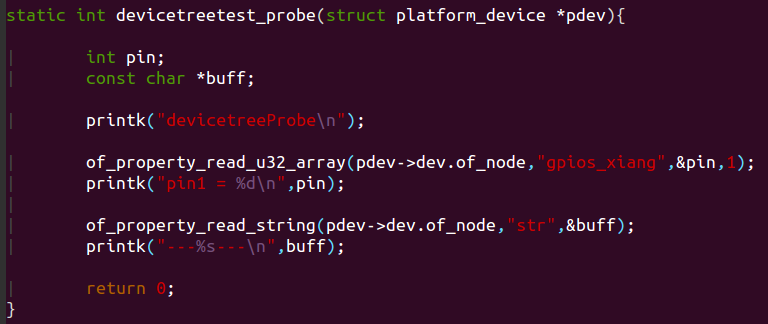 static int devicetreetest_probe(struct platform_device *pdev){
int pin;
const char *buff;
printk("devicetreeProbe\n");
of_property_read_u32_array(pdev->dev.of_node,"gpios_xiang",&pin,1);
printk("pin1 = %d\n",pin);
of_property_read_string(pdev->dev.of_node,"str",&buff);
printk("---%s---\n",buff);
return 0;
}